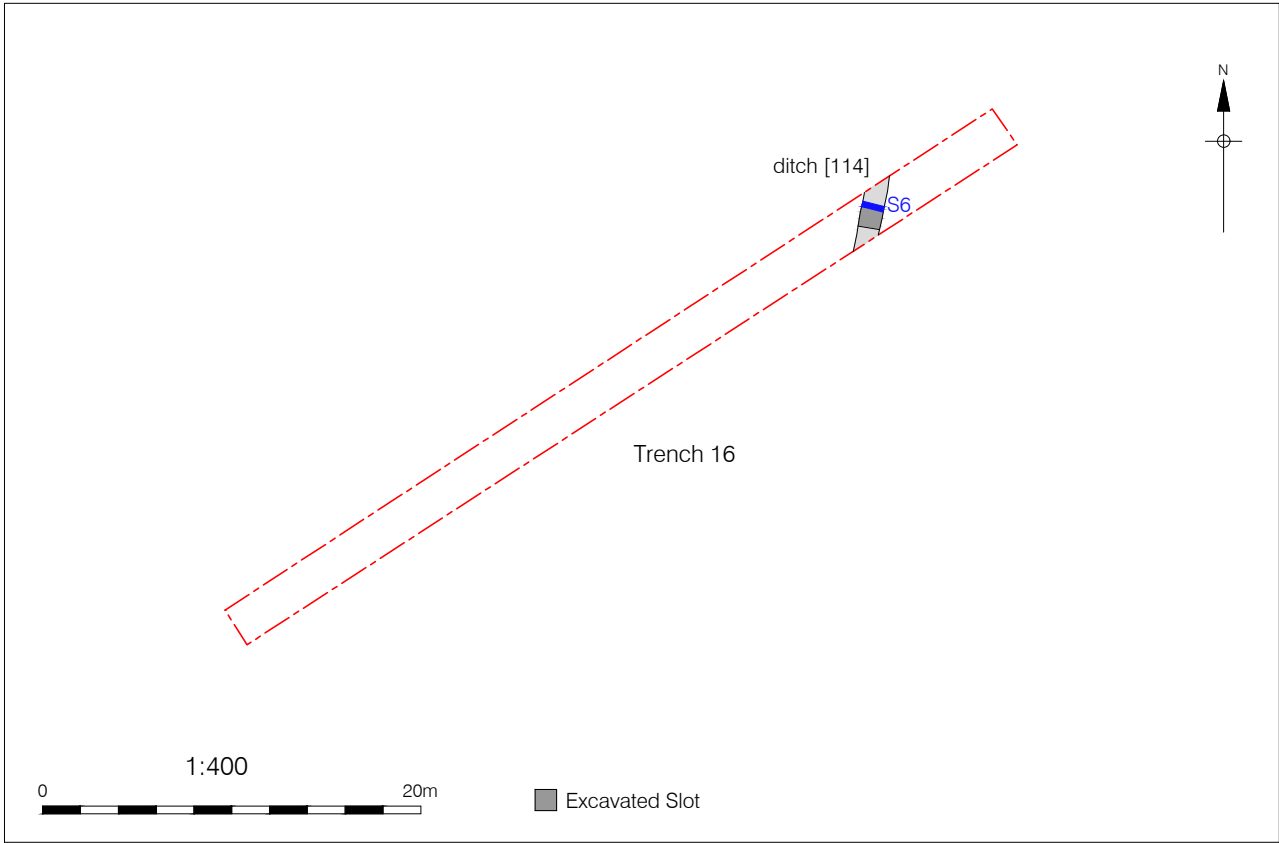 N
ditch [114]
S6
Trench 16
1:400
0 20m
Excavated Slot